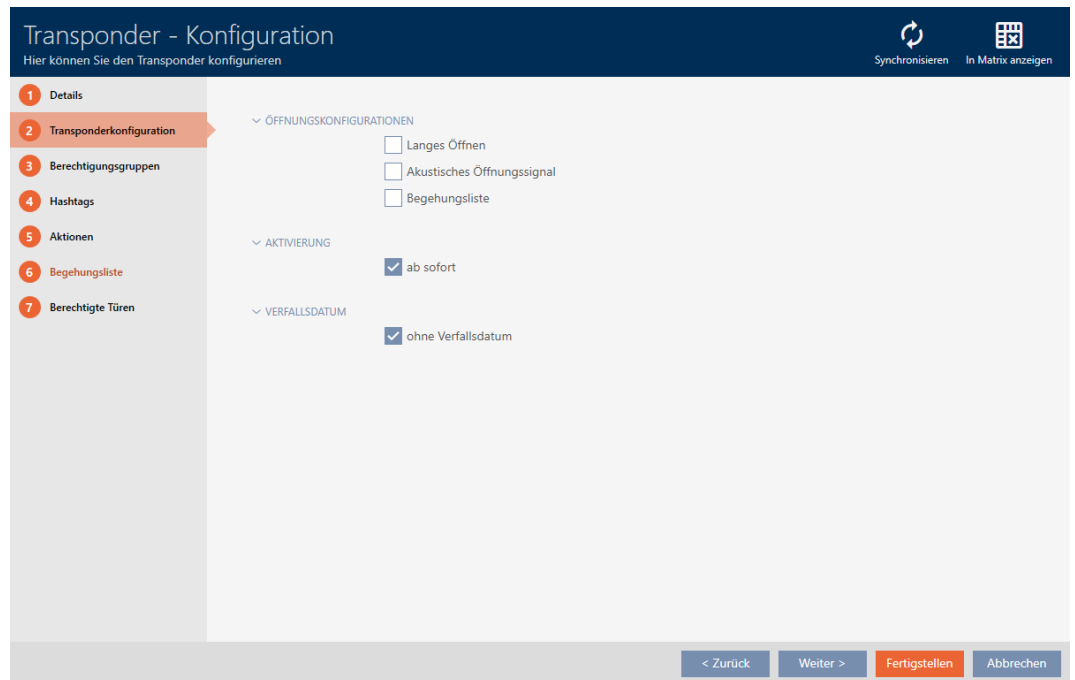 Transponder - Konfiguration
Hier können Sie den Transponder konfigurieren
Synchronisieren
In Matrix anzeigen
1 Details
2 Transponderkonfiguration
3 Berechtigungsgruppen
4 Hashtags
5 Aktionen
6 Begehungsliste
7 Berechtigte Türen
ÖFFNUNGSKONFIGURATIONEN
Langes Öffnen
Akustisches Öffnungssignal
Begehungsliste
AKTIVIERUNG
ab sofort
VERFALLSDATUM
ohne Verfallsdatum
< Zurück
Weiter >
Fertigstellen
Abbrechen